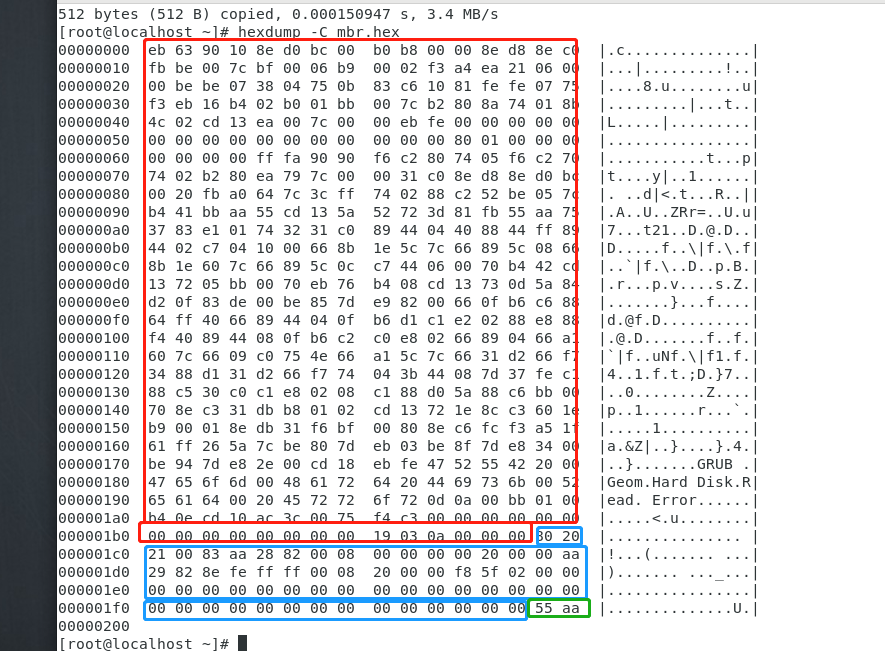 512 bytes (512 B) copied, 0.000150947 s, 3.4 MB/s
[root@localhost ~]# hexdump -C mbr.hex
00000000  eb 63 90 10 8e d0 bc 00  b0 b8 00 00 8e d8 8e c0  |.c..............|
00000010  fb be 00 7c bf 00 06 b9  00 02 f3 a4 ea 21 06 00  |...|.........!..|
00000020  00 be be 07 38 04 75 0b  83 c6 10 81 fe fe 07 75  |....8.u........u|
00000030  f3 eb 16 b4 02 b0 01 bb  00 7c b2 80 8a 74 01 8b  |.........|...t..|
00000040  4c 02 cd 13 ea 00 7c 00  00 eb fe 00 00 00 00 00  |L.....|.........|
00000050  00 00 00 00 00 00 00 00  00 00 00 80 01 00 00 00  |................|
00000060  00 00 00 00 ff fa 90 90  f6 c2 80 74 05 f6 c2 70  |...........t...p|
00000070  74 02 b2 80 ea 79 7c 00  00 31 c0 8e d8 8e d0 bc  |t....y|..1......|
00000080  00 20 fb a0 64 7c 3c ff  74 02 88 c2 52 be 05 7c  |. ..d|<.t...R..||
00000090  b4 41 bb aa 55 cd 13 5a  52 72 3d 81 fb 55 aa 75  |.A..U..ZRr=..U.u|
000000a0  37 83 e1 01 74 32 31 c0  89 44 04 40 88 44 ff 89  |7...t21..D.@.D..|
000000b0  44 02 c7 04 10 00 66 8b  1e 5c 7c 66 89 5c 08 66  |D.....f..\|f.\.f|
000000c0  8b 1e 60 7c 66 89 5c 0c  c7 44 06 00 70 b4 42 cd  |..`|f.\..D..p.B.|
000000d0  13 72 05 bb 00 70 eb 76  b4 08 cd 13 73 0d 5a 84  |.r...p.v....s.Z.|
000000e0  d2 0f 83 de 00 be 85 7d  e9 82 00 66 0f b6 c6 88  |.......}...f....|
000000f0  64 ff 40 66 89 44 04 0f  b6 d1 c1 e2 02 88 e8 88  |d.@f.D..........|
00000100  f4 40 89 44 08 0f b6 c2  c0 e8 02 66 89 04 66 a1  |.@.D.......f..f.|
00000110  60 7c 66 09 c0 75 4e 66  a1 5c 7c 66 31 d2 66 f7  |`|f..uNf.\|f1.f.|
00000120  34 88 d1 31 d2 66 f7 74  04 3b 44 08 7d 37 fe c1  |4..1.f.t.;D.}7..|
00000130  88 c5 30 c0 c1 e8 02 08  c1 88 d0 5a 88 c6 bb 00  |..0........Z....|
00000140  70 8e c3 31 db b8 01 02  cd 13 72 1e 8c c3 60 1e  |p..1......r...`.|
00000150  b9 00 01 8e db 31 f6 bf  00 80 8e c6 fc f3 a5 1f  |.....1..........|
00000160  61 ff 26 5a 7c be 80 7d  eb 03 be 8f 7d e8 34 00  |a.&Z|..}....}.4.|
00000170  be 94 7d e8 2e 00 cd 18  eb fe 47 52 55 42 20 00  |..}.......GRUB .|
00000180  47 65 6f 6d 00 48 61 72  64 20 44 69 73 6b 00 52  |Geom.Hard Disk.R|
00000190  65 61 64 00 20 45 72 72  6f 72 0d 0a 00 bb 01 00  |ead. Error......|
000001a0  b4 0e cd 10 ac 3c 00 75  f4 c3 00 00 00 00 00 00  |.....<.u........|
000001b0  00 00 00 00 00 00 00 00  19 03 0a 00 00 00 80 20  |............... |
000001c0  21 00 83 aa 28 82 00 08  00 00 00 00 20 00 00 aa  |!...(....... ...|
000001d0  29 82 8e fe ff ff 00 08  20 00 00 f8 5f 02 00 00  |)....... ..._...|
000001e0  00 00 00 00 00 00 00 00  00 00 00 00 00 00 00 00  |................|
000001f0  00 00 00 00 00 00 00 00  00 00 00 00 00 00 55 aa  |..............U.|
00000200
[root@localhost ~]#